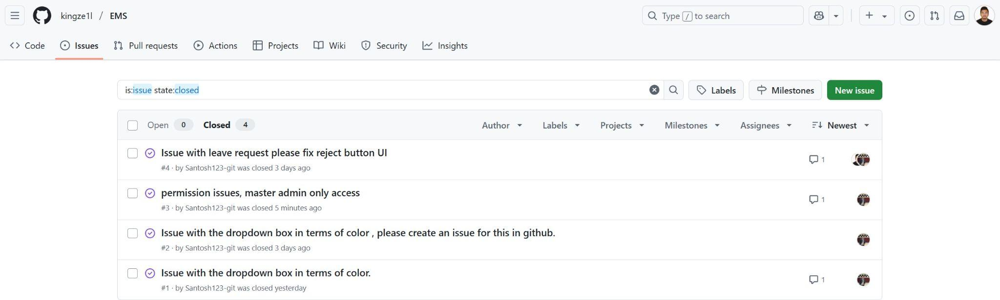 kingze1l / EMS
Type / to search
Code Issues Pull requests Actions Projects Wiki Security Insights
is:issue state:closed
Labels Milestones New issue
Open 0 Closed 4 Author Labels Projects Milestones Assignees Newest
Issue with leave request please fix reject button UI
1
#4 · by Santosh123-git was closed 3 days ago
permission issues, master admin only access
1
#3 · by Santosh123-git was closed 5 minutes ago
Issue with the dropdown box in terms of color , please create an issue for this in github.
#2 · by Santosh123-git was closed 3 days ago
Issue with the dropdown box in terms of color.
1
#1 · by Santosh123-git was closed yesterday